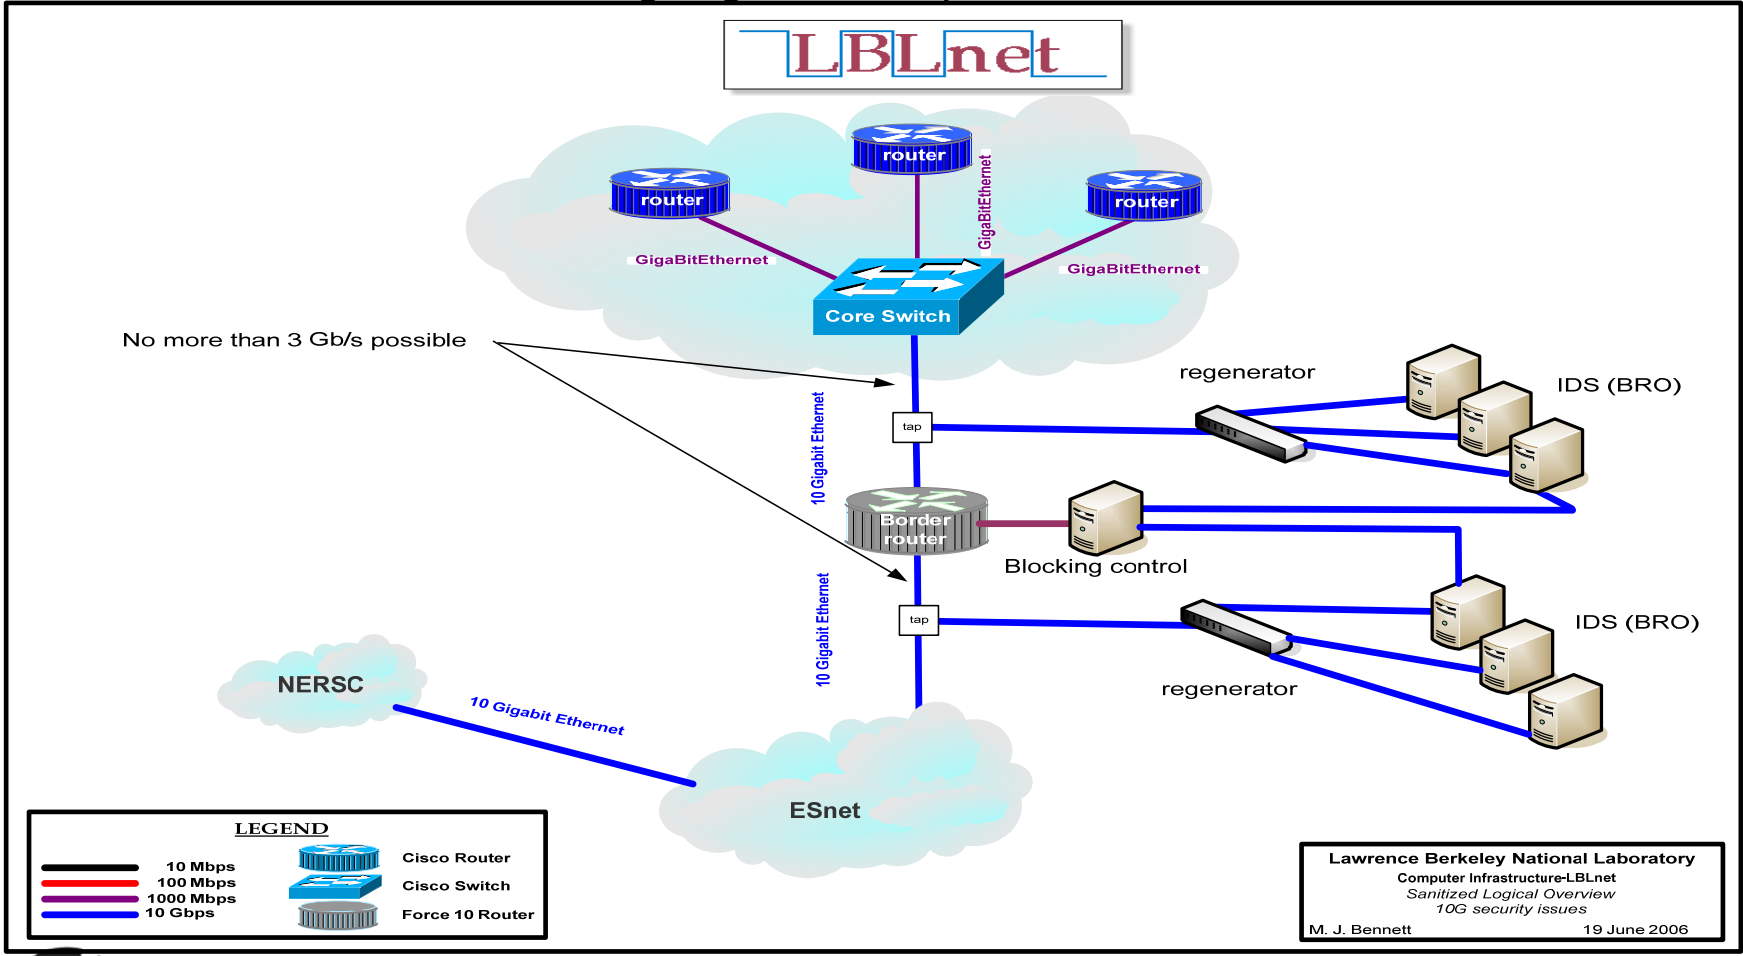 LBLnet
router
router
router
GigaBitEthernet
GigaBitEthernet
GigaBitEthernet
Core Switch
No more than 3 Gb/s possible
10 Gigabit Ethernet
tap
regenerator
IDS (BRO)
Border
router
Blocking control
10 Gigabit Ethernet
tap
regenerator
IDS (BRO)
NERSC
10 Gigabit Ethernet
ESnet
LEGEND
10 Mbps
100 Mbps
1000 Mbps
10 Gbps
Cisco Router
Cisco Switch
Force 10 Router
Lawrence Berkeley National Laboratory
Computer Infrastructure-LBLnet
Sanitized Logical Overview
10G security issues
M. J. Bennett 19 June 2006